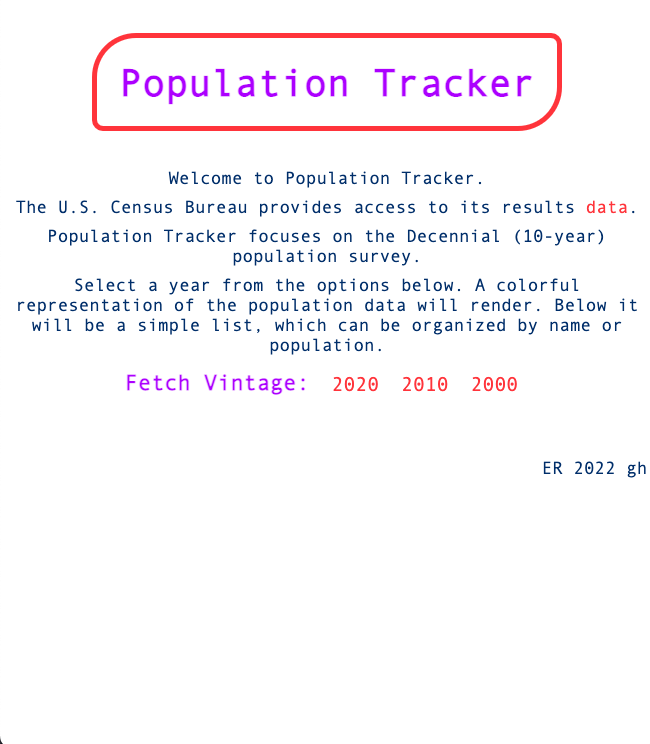 Population Tracker
Welcome to Population Tracker.
The U.S. Census Bureau provides access to its results data.
Population Tracker focuses on the Decennial (10-year)
population survey.
Select a year from the options below. A colorful
representation of the population data will render. Below it
will be a simple list, which can be organized by name or
population.
Fetch Vintage: 2020 2010 2000
ER 2022 gh